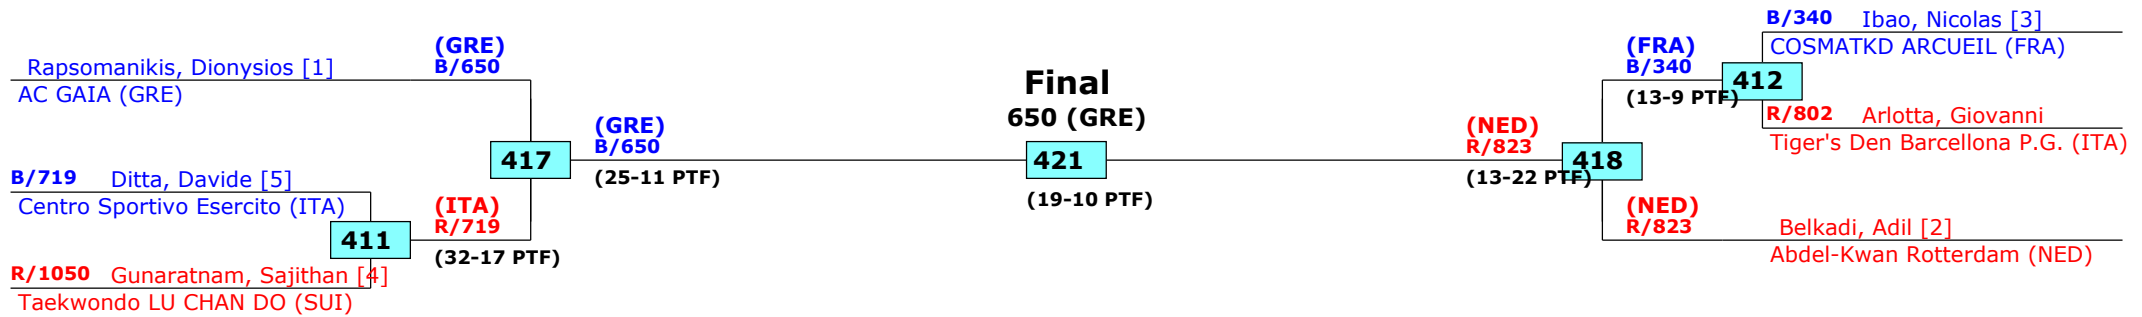 Rapsomanikis, Dionysios [1]
AC GAIA (GRE)
(GRE)
B/650
B/719 Ditta, Davide [5]
Centro Sportivo Esercito (ITA)
411
R/1050 Gunaratnam, Sajithan [4]
Taekwondo LU CHAN DO (SUI)
(ITA)
R/719
(32-17 PTF)
417
(GRE)
B/650
(25-11 PTF)
Final
650 (GRE)
421
(19-10 PTF)
(NED)
R/823
(13-22 PTF)
418
(FRA)
B/340
(13-9 PTF)
412
B/340 Ibao, Nicolas [3]
COSMATKD ARCUEIL (FRA)
R/802 Arlotta, Giovanni
Tiger's Den Barcellona P.G. (ITA)
(NED)
R/823
Belkadi, Adil [2]
Abdel-Kwan Rotterdam (NED)